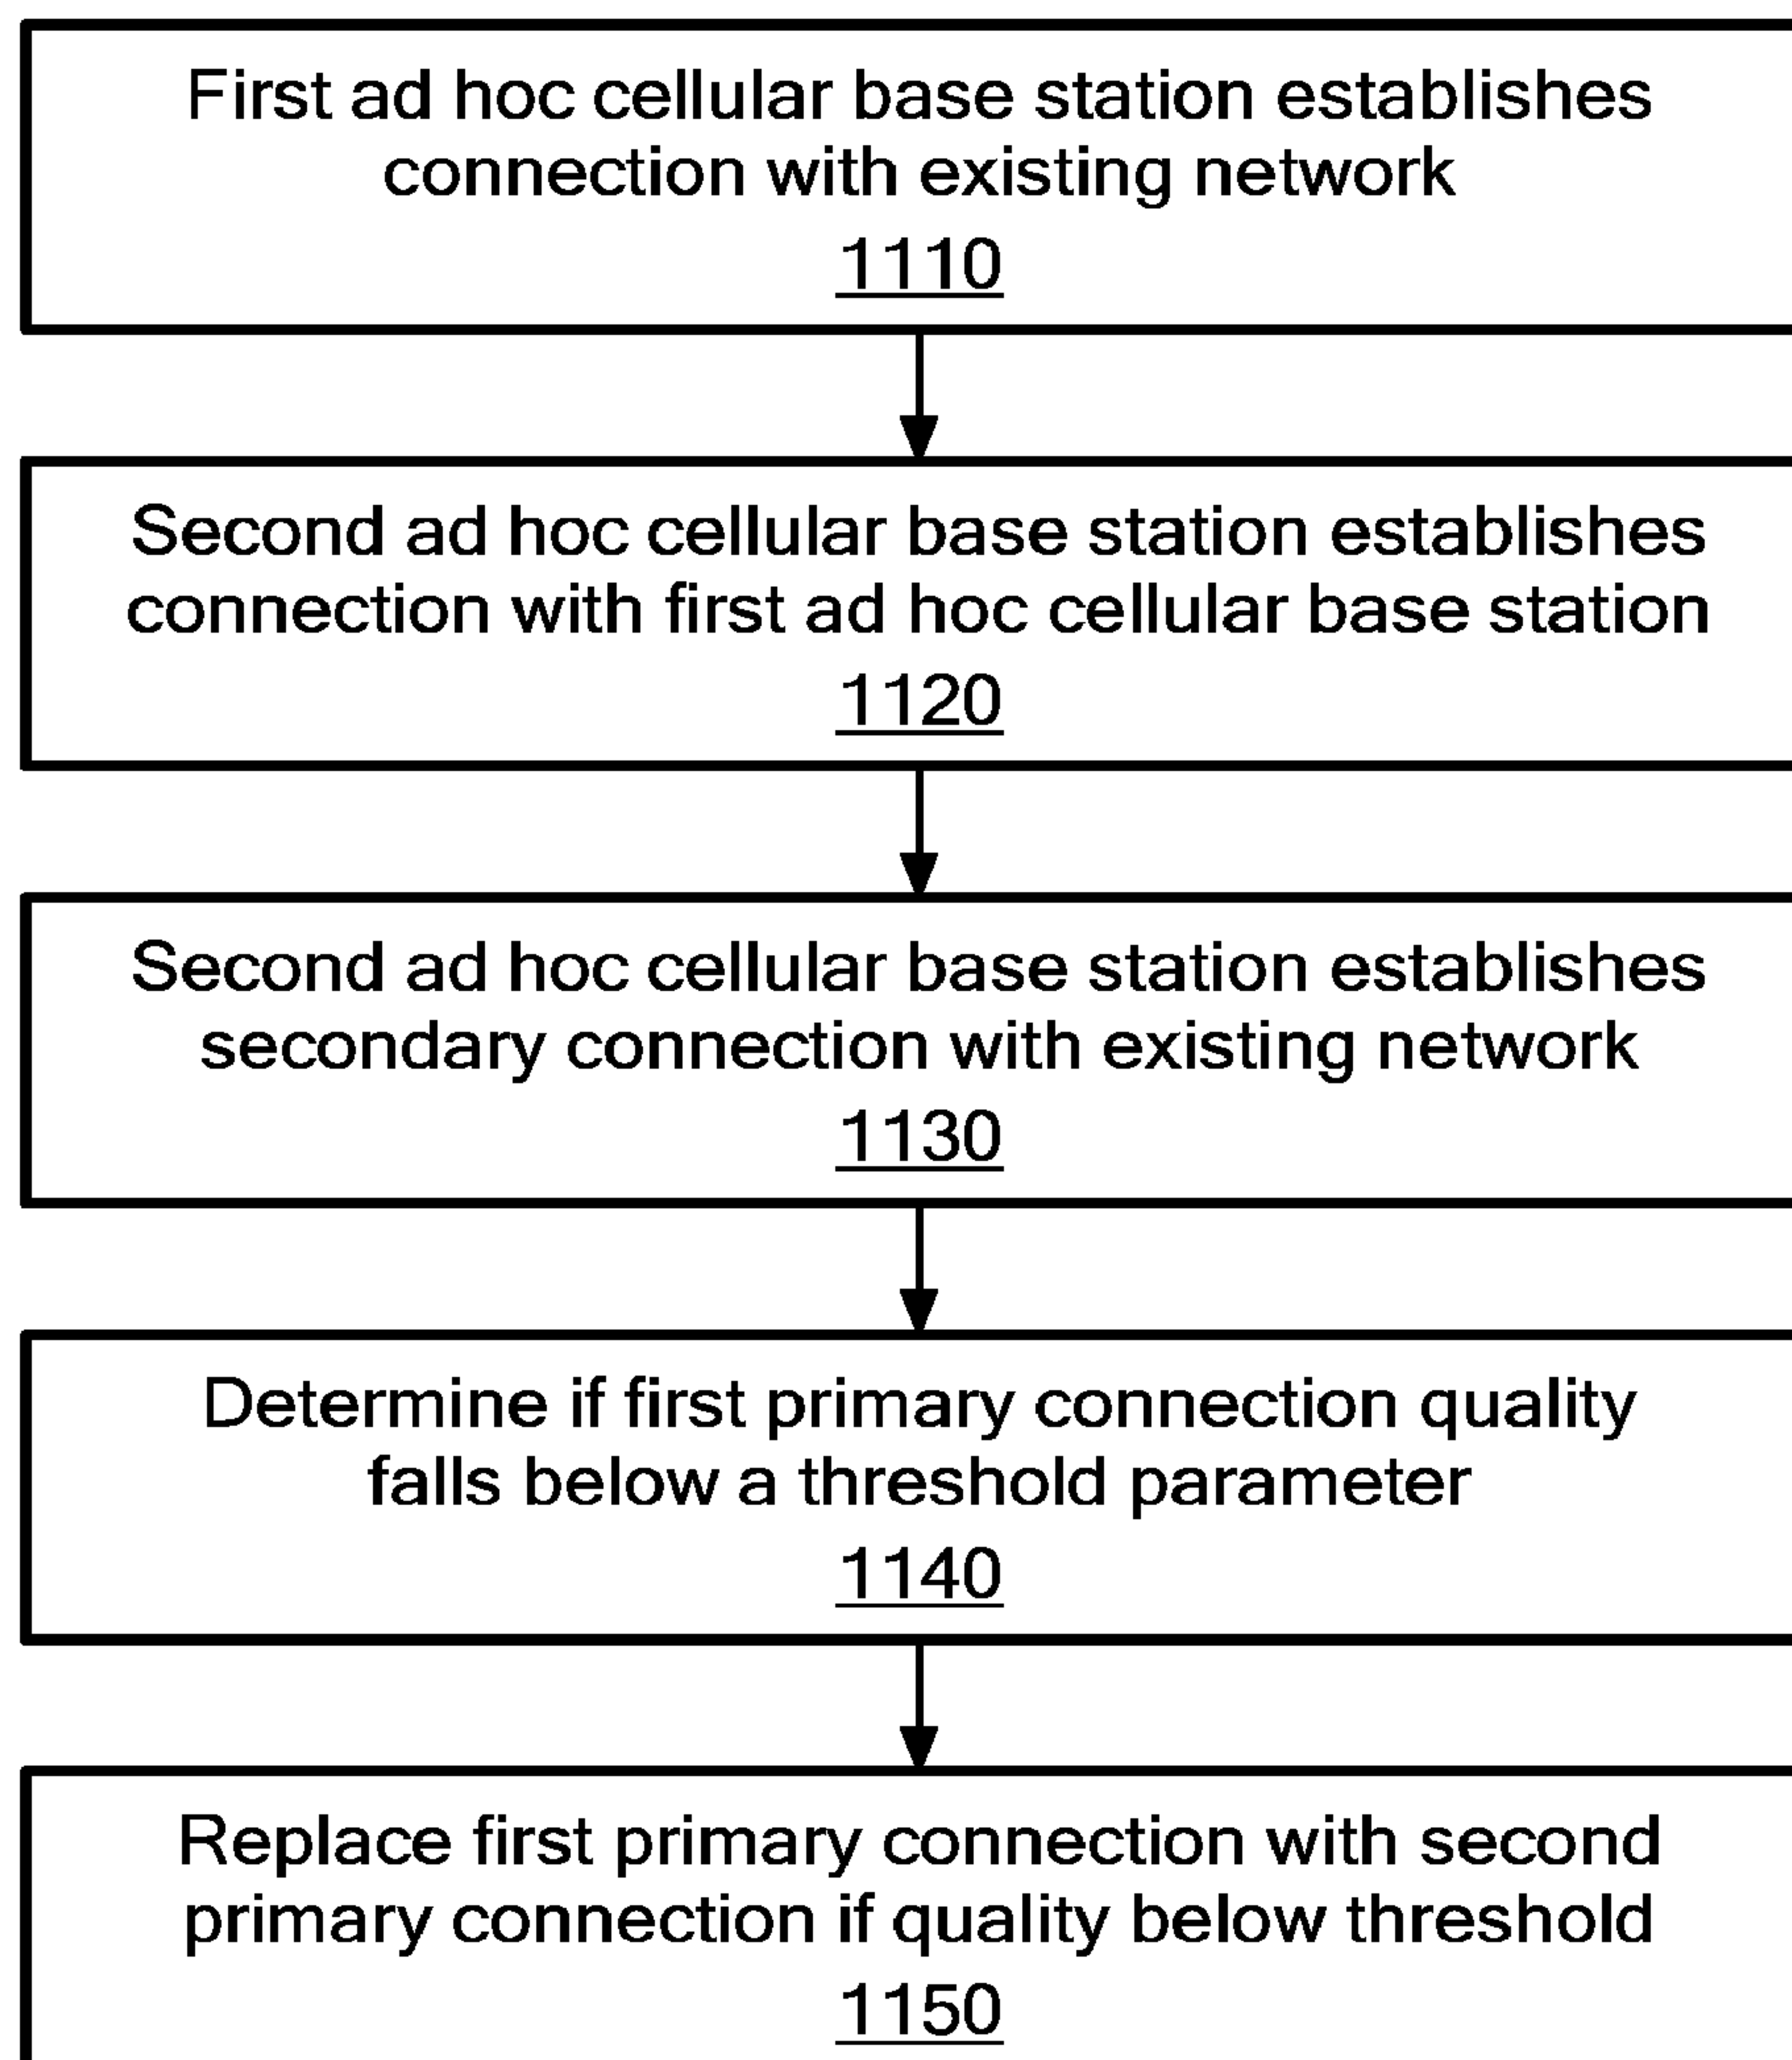 First ad hoc cellular base station establishes
connection with existing network
1110
Second ad hoc cellular base station establishes
connection with first ad hoc cellular base station
1120
Second ad hoc cellular base station establishes
secondary connection with existing network
1130
Determine if first primary connection quality
falls below a threshold parameter
1140
Replace first primary connection with second
primary connection if quality below threshold
1150